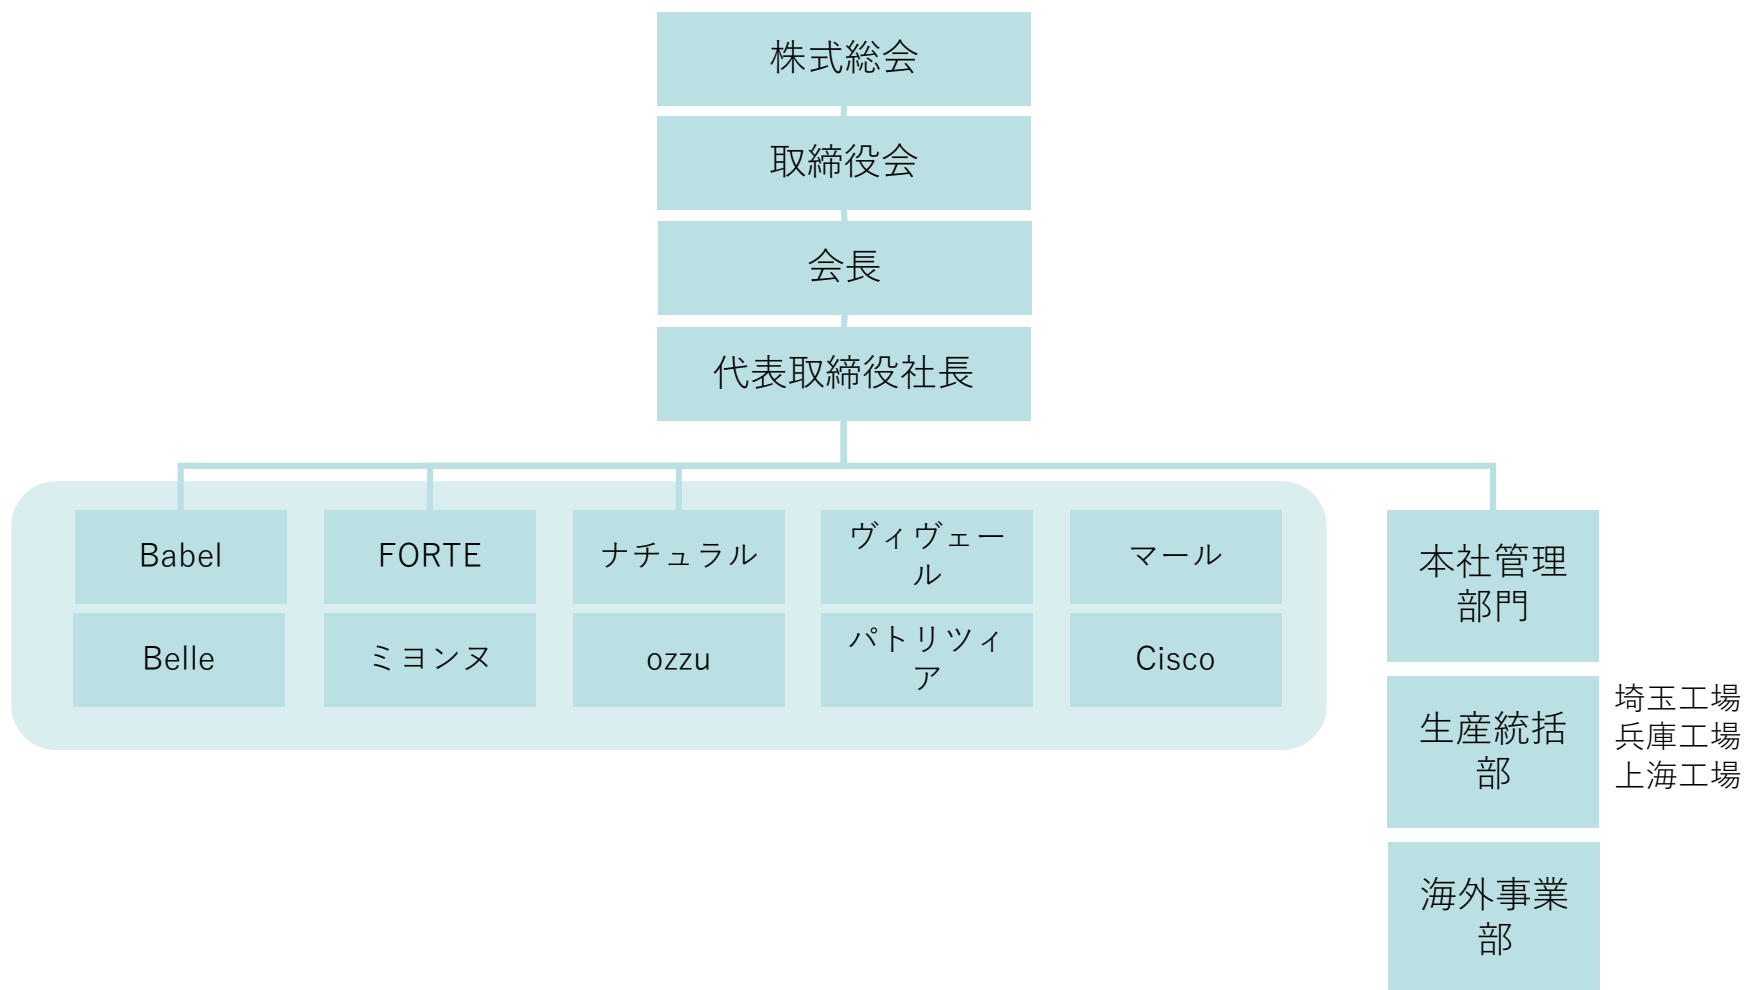 株式総会
取締役会
会長
代表取締役社長
Babel
FORTE
ナチュラル
ヴィヴェー
ル
マール
Belle
ミヨンヌ
ozzu
パトリツィ
ア
Cisco
本社管理
部門
生産統括
部
埼玉工場
兵庫工場
上海工場
海外事業
部